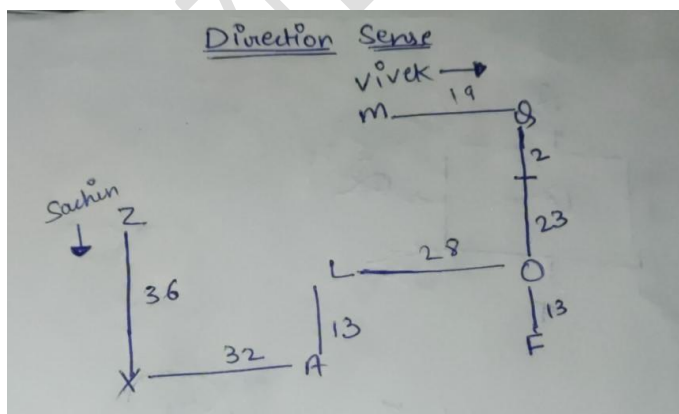 Direction Sense
Vivek
19
M
Q
2
Sachin
Z
23
L
28
O
36
13
13
F
32
A
X